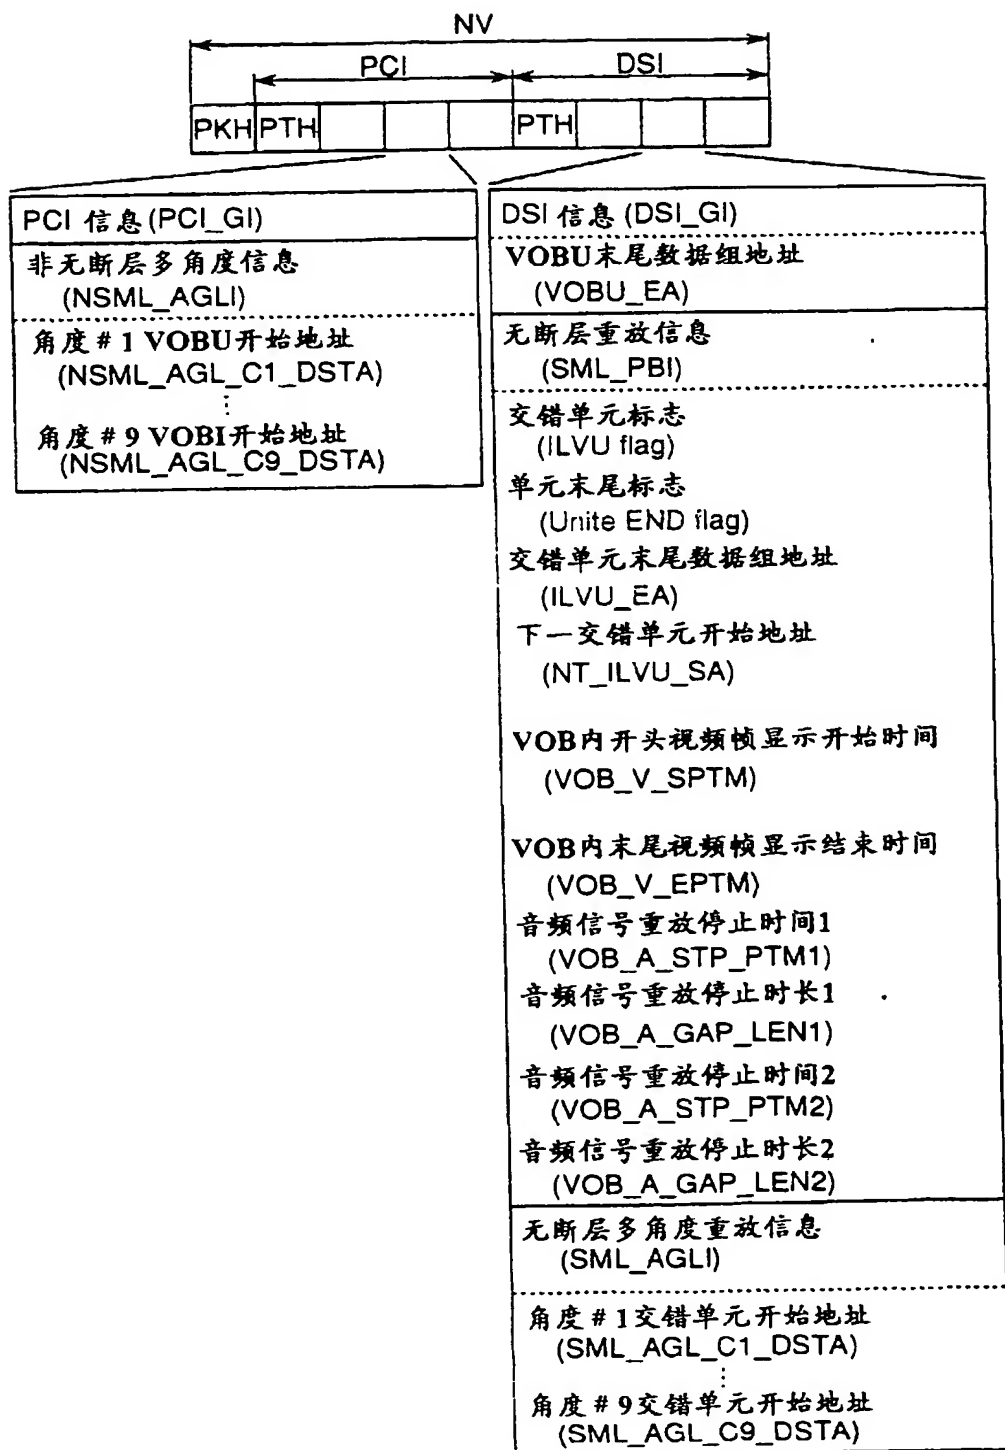 NV
PCI
DSI
PKH PTH PTH
PCI 信息(PCI_GI)
非无断层多角度信息
(NSML_AGLI)
角度#1 VOBU开始地址
(NSML_AGL_C1_DSTA)
⋮
角度#9 VOBI开始地址
(NSML_AGL_C9_DSTA)
DSI 信息(DSI_GI)
VOBU末尾数据组地址
(VOBU_EA)
无断层重放信息
(SML_PBI)
交错单元标志
(ILVU flag)
单元末尾标志
(Unite END flag)
交错单元末尾数据组地址
(ILVU_EA)
下一交错单元开始地址
(NT_ILVU_SA)
VOB内开头视频帧显示开始时间
(VOB_V_SPTM)
VOB内末尾视频帧显示结束时间
(VOB_V_EPTM)
音频信号重放停止时间1
(VOB_A_STP_PTM1)
音频信号重放停止时长1
(VOB_A_GAP_LEN1)
音频信号重放停止时间2
(VOB_A_STP_PTM2)
音频信号重放停止时长2
(VOB_A_GAP_LEN2)
无断层多角度重放信息
(SML_AGLI)
角度#1交错单元开始地址
(SML_AGL_C1_DSTA)
⋮
角度#9交错单元开始地址
(SML_AGL_C9_DSTA)